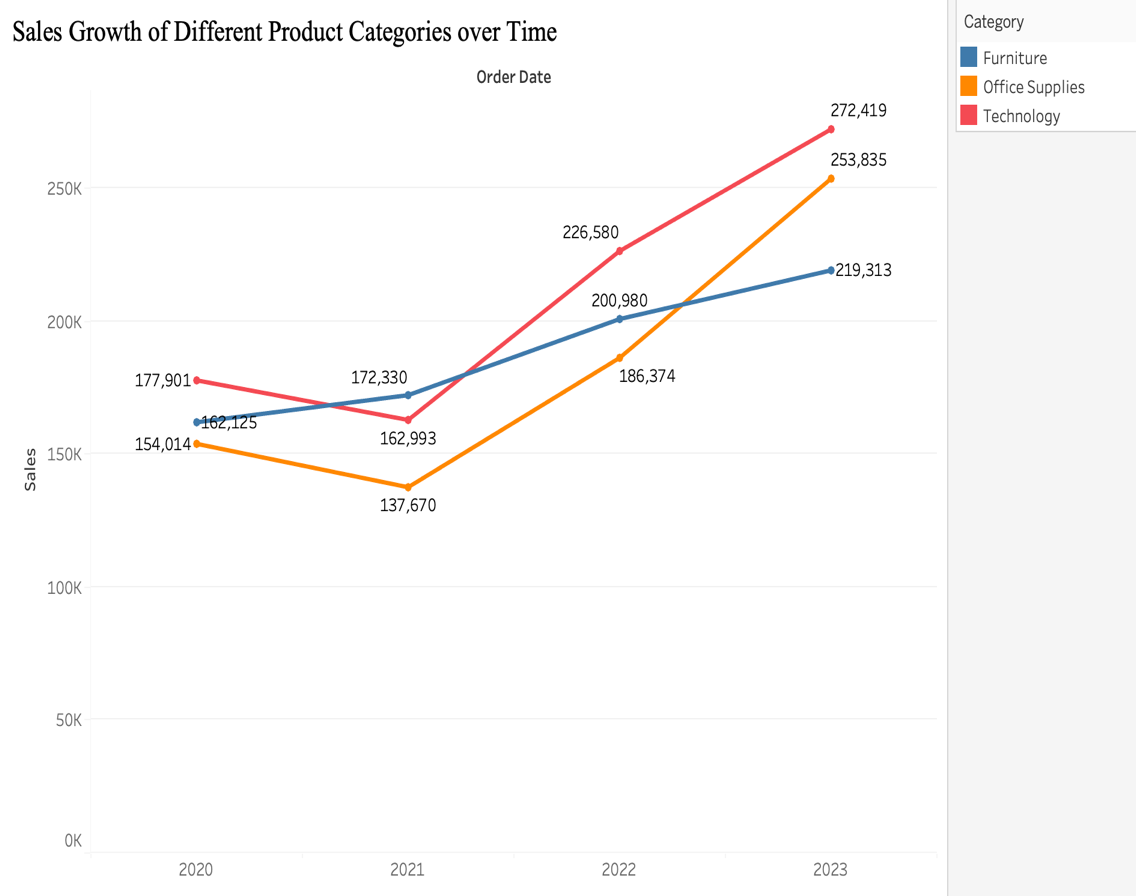 Sales Growth of Different Product Categories over Time
Order Date
Category
Furniture
Office Supplies
Technology
272,419
253,835
250K
226,580
219,313
200,980
200K
186,374
177,901
172,330
162,125
162,993
154,014
150K
137,670
Sales
100K
50K
0K
2020 2021 2022 2023